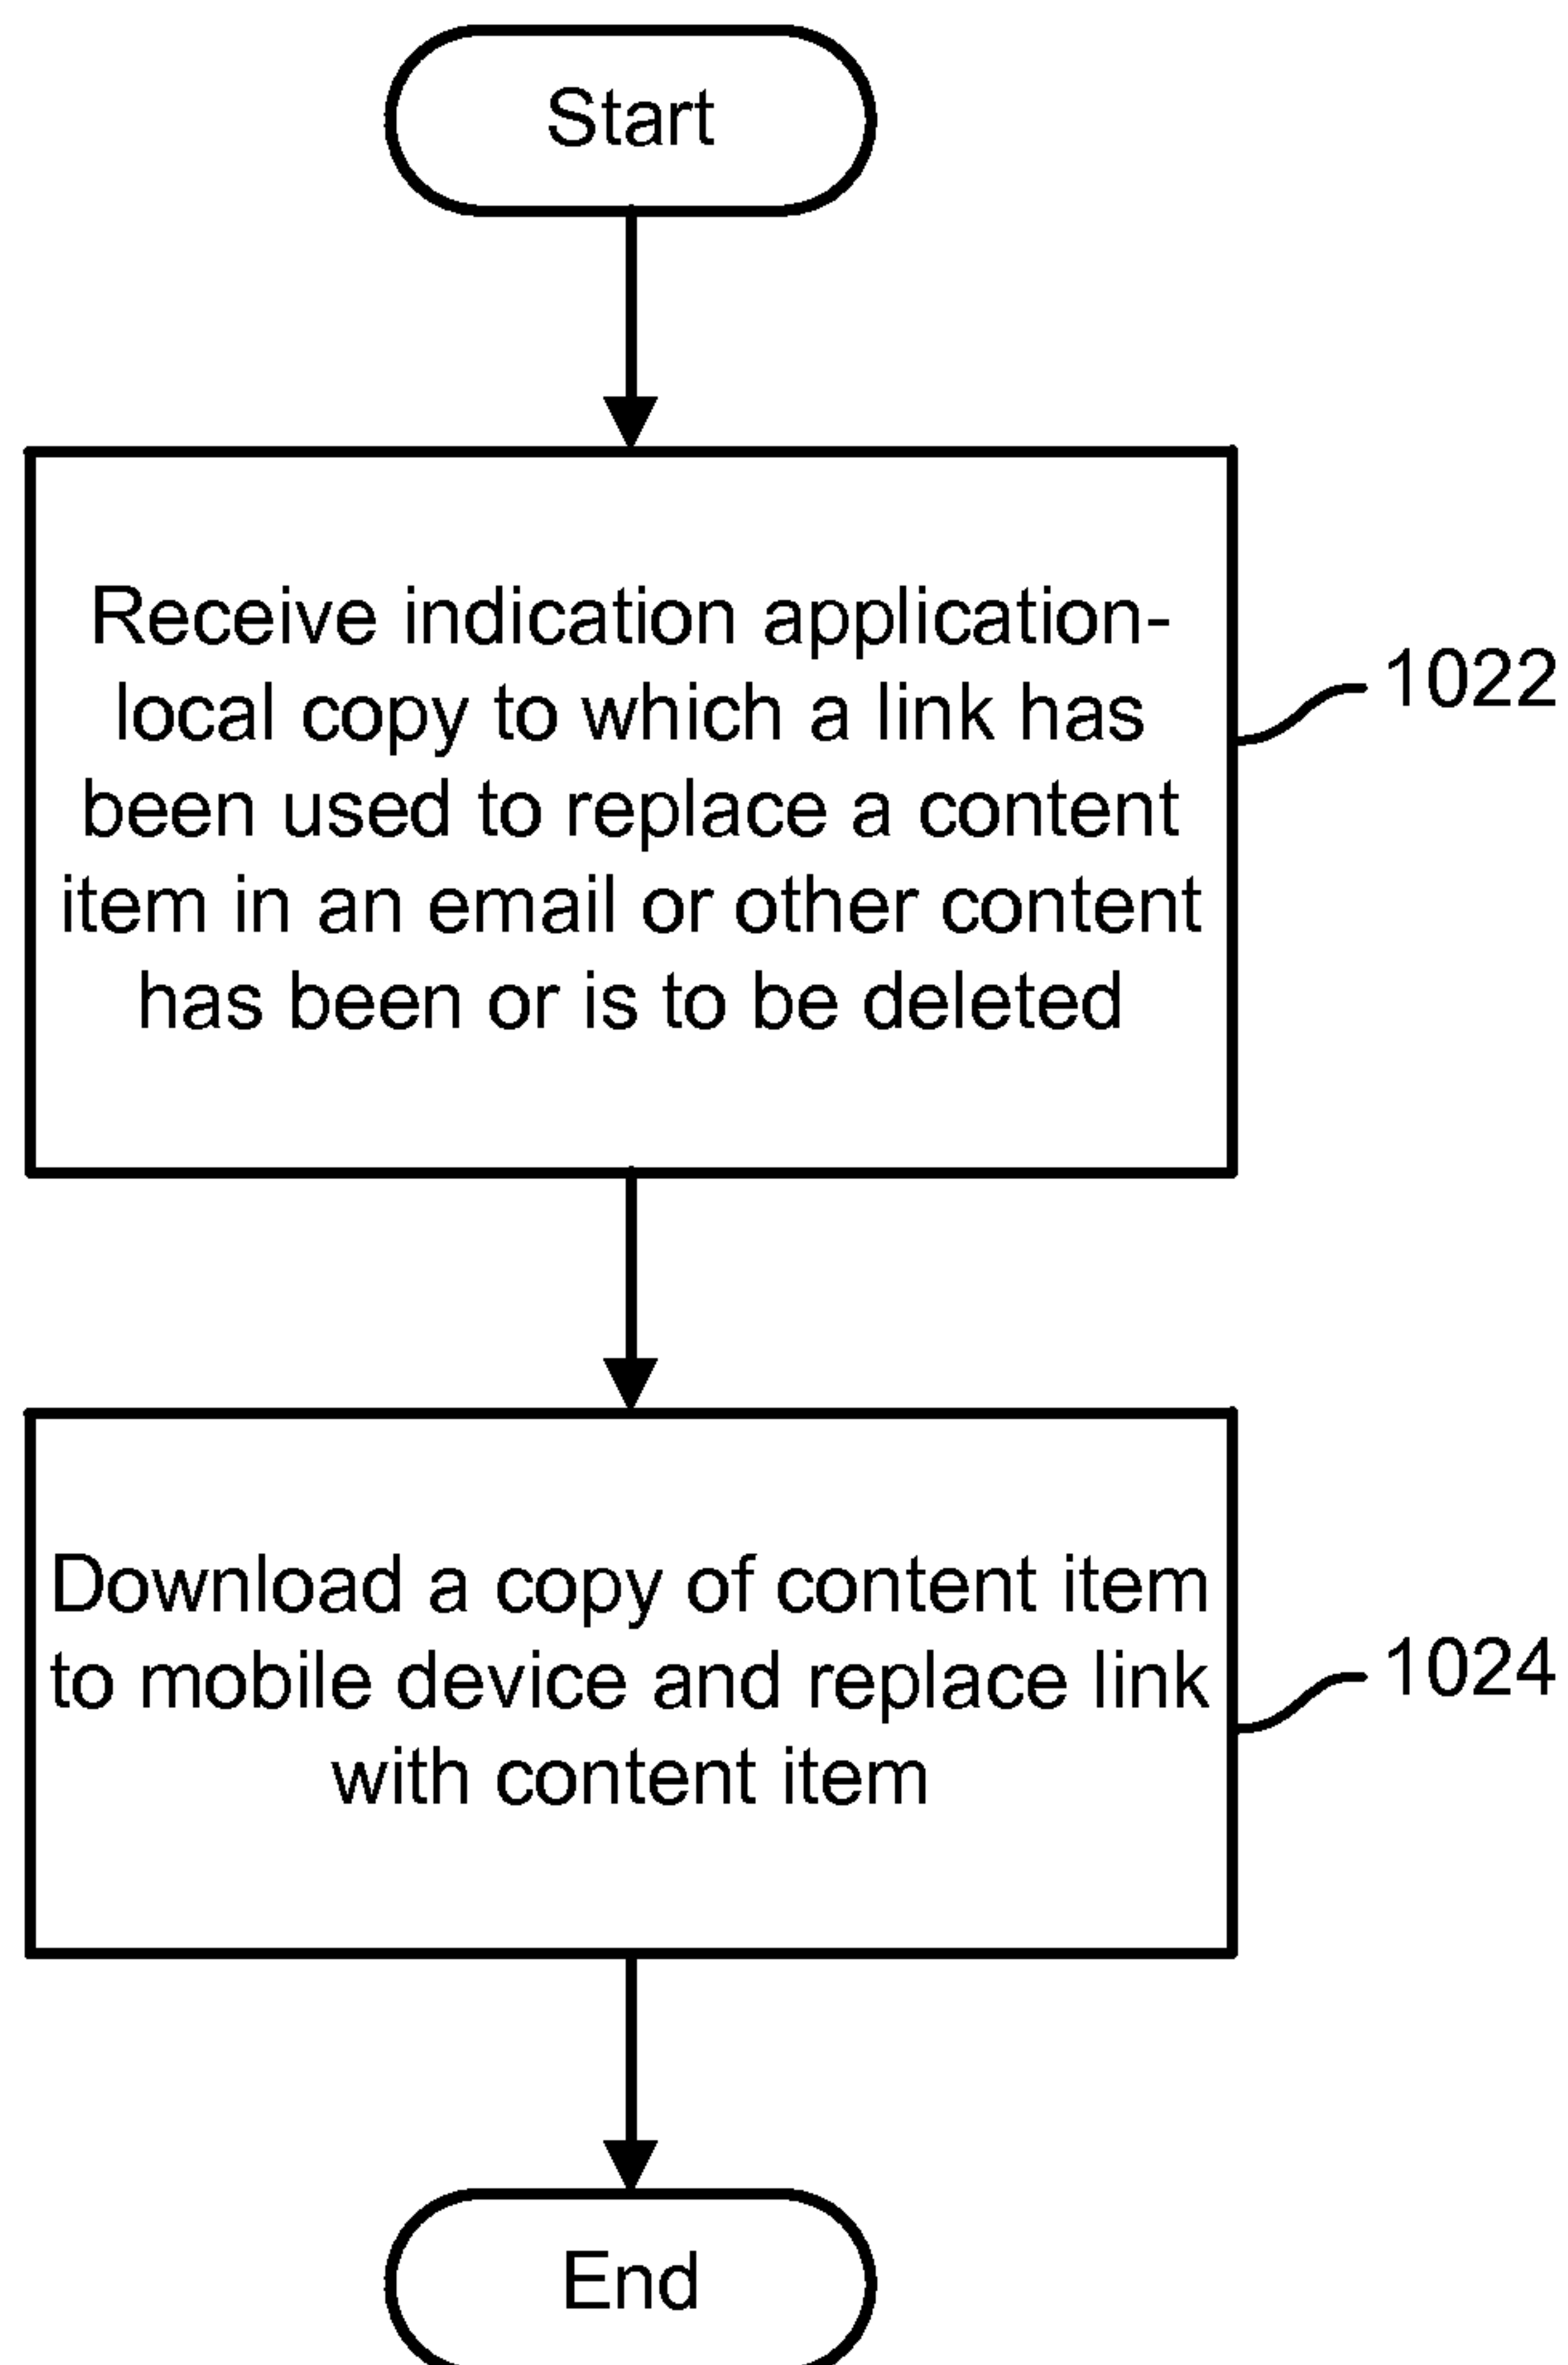 Start
Receive indication application-
local copy to which a link has
been used to replace a content
item in an email or other content
has been or is to be deleted
1022
Download a copy of content item
to mobile device and replace link
with content item
1024
End